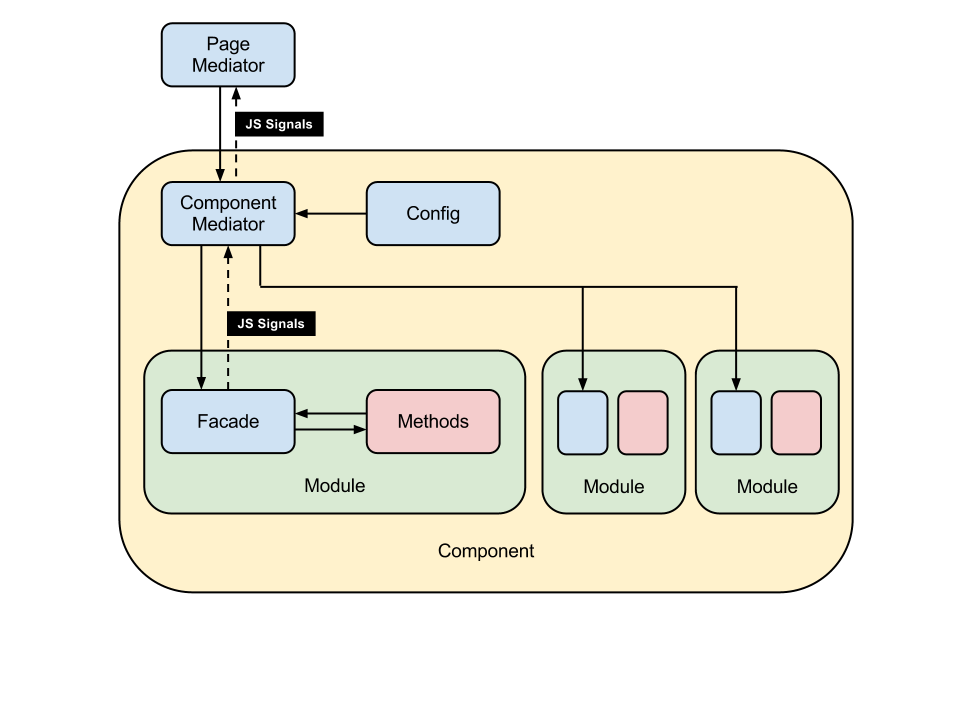 Page
Mediator
JS Signals
Component
Mediator
Config
JS Signals
Facade
Methods
Module
Module
Module
Component